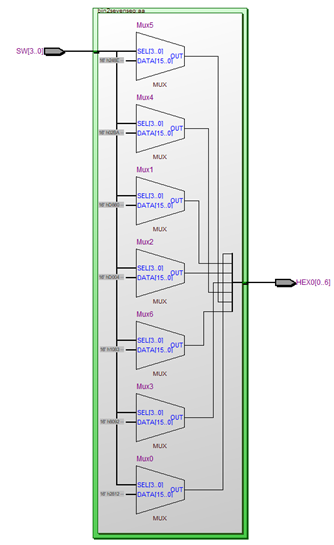 bin2sevenseg:aa
Mux5
SW[3..0]
SEL[3..0]
OUT
DATA[15..0]
MUX
Mux4
SEL[3..0]
OUT
DATA[15..0]
MUX
Mux1
SEL[3..0]
OUT
DATA[15..0]
MUX
Mux2
SEL[3..0]
OUT
DATA[15..0]
HEX0[0..6]
MUX
Mux6
SEL[3..0]
OUT
DATA[15..0]
MUX
Mux3
SEL[3..0]
OUT
DATA[15..0]
MUX
Mux0
SEL[3..0]
OUT
DATA[15..0]
MUX